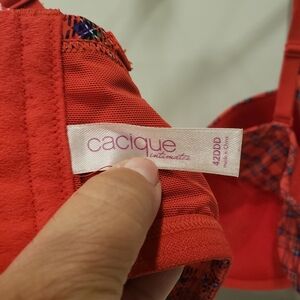 cacique
intimates
42DDD
Made in China